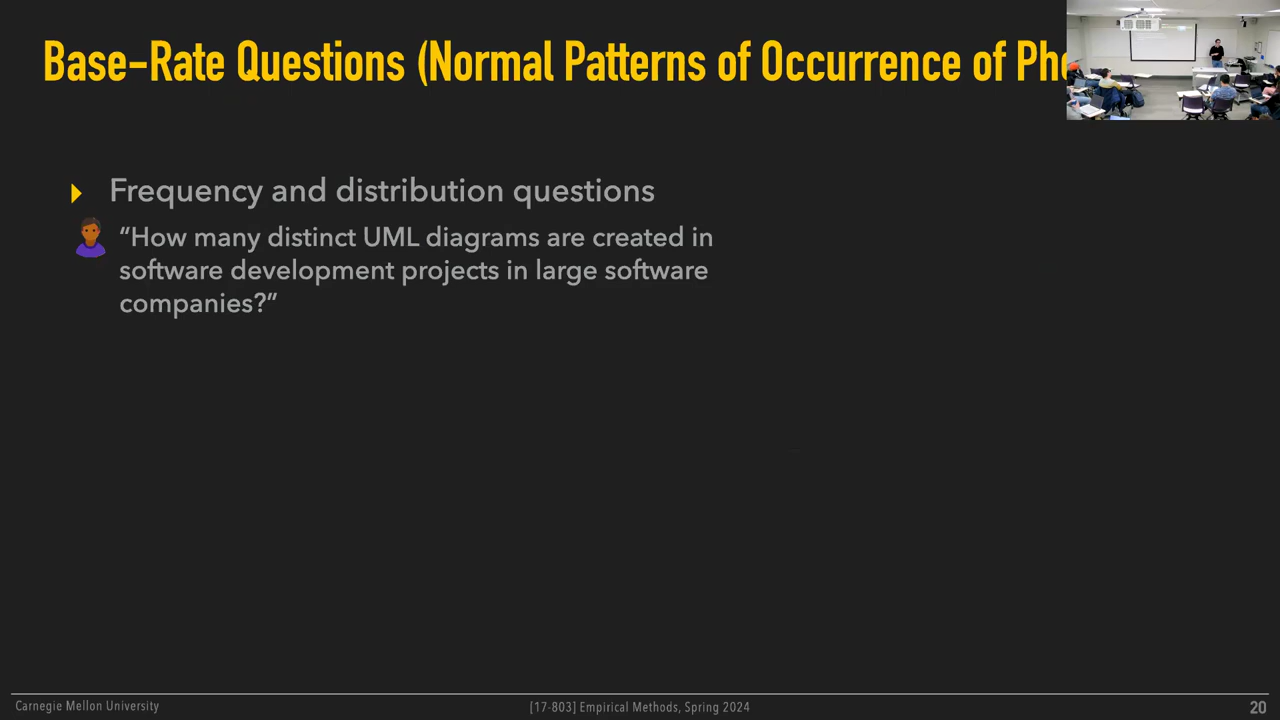 Base-Rate Questions (Normal Patterns of Occurrence of
Frequency and distribution questions
“How many distinct UML diagrams are created in
software development projects in large software
companies?”
Carnegie Mellon University
[17-803] Empirical Methods, Spring 2024
20